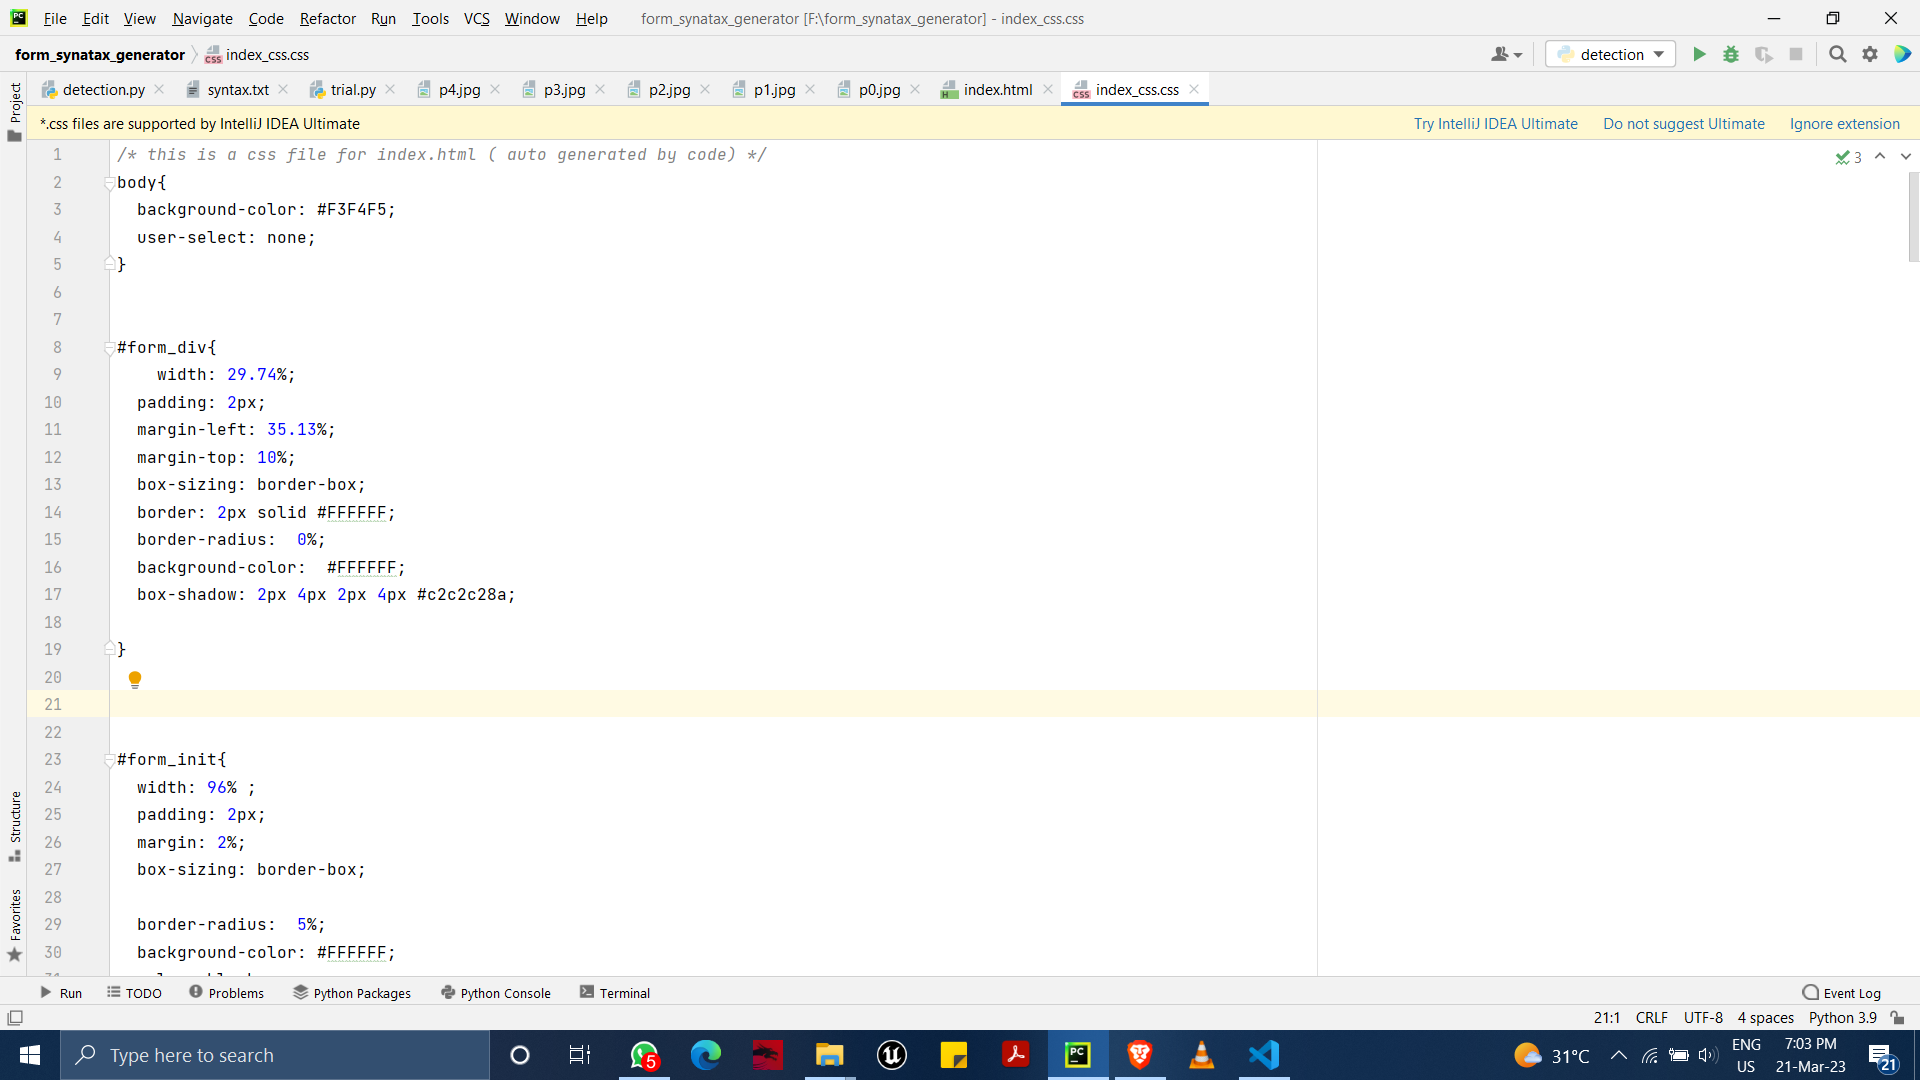 PC File Edit View Navigate Code Refactor Run Tools VCS Window Help form_synatax_generator [F:\form_synatax_generator] - index_css.css
form_synatax_generator index_css.css detection
Project detection.py syntax.txt trial.py p4.jpg p3.jpg p2.jpg p1.jpg p0.jpg index.html index_css.css
*.css files are supported by IntelliJ IDEA Ultimate Try IntelliJ IDEA Ultimate Do not suggest Ultimate Ignore extension
1 /* this is a css file for index.html ( auto generated by code) */ 3
2 body{
3 background-color: #F3F4F5;
4 user-select: none;
5 }
6
7
8 #form_div{
9 width: 29.74%;
10 padding: 2px;
11 margin-left: 35.13%;
12 margin-top: 10%;
13 box-sizing: border-box;
14 border: 2px solid #FFFFFF;
15 border-radius:  0%;
16 background-color:  #FFFFFF;
17 box-shadow: 2px 4px 2px 4px #c2c2c28a;
18
19 }
20
21
22
23 #form_init{
24 width: 96% ;
25 padding: 2px;
26 margin: 2%;
27 box-sizing: border-box;
28
29 border-radius:  5%;
30 background-color: #FFFFFF;
Structure
Favorites
Run TODO Problems Python Packages Python Console Terminal Event Log
21:1 CRLF UTF-8 4 spaces Python 3.9
Type here to search 5 PC 31°C ENG 7:03 PM
US 21-Mar-23 21